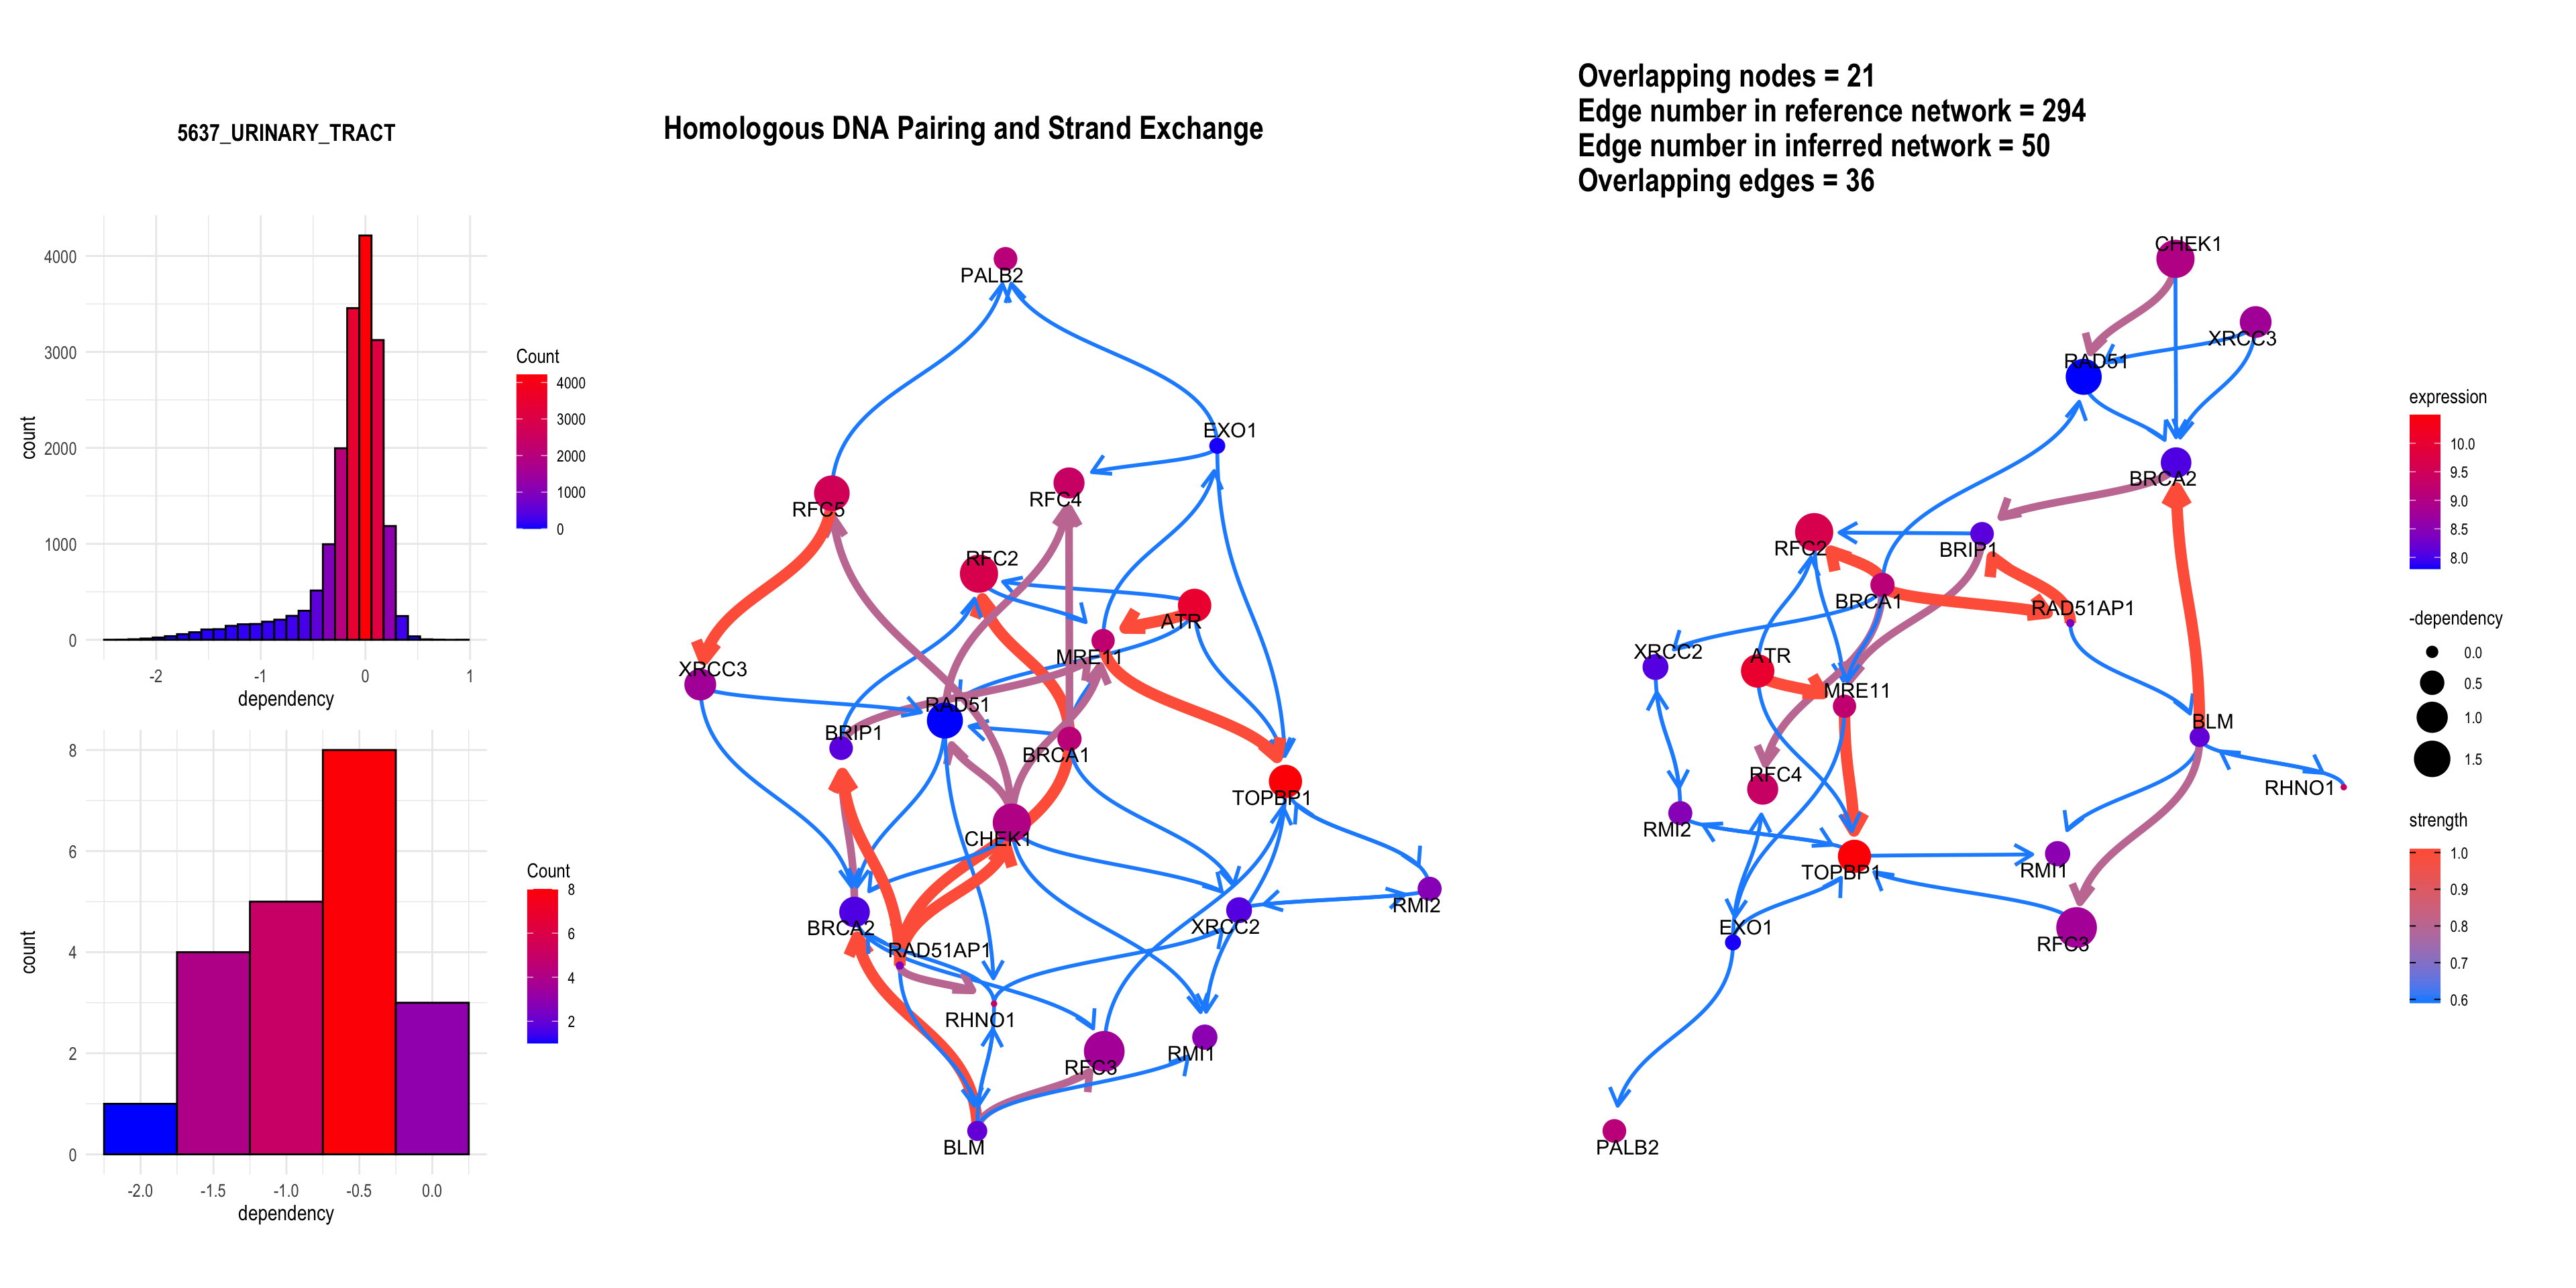 5637_URINARY_TRACT
4000
3000
2000
1000
0
count
-2
-1
0
1
dependency
Count
4000
3000
2000
1000
0
8
6
4
2
0
count
-2.0
-1.5
-1.0
-0.5
0.0
dependency
Count
8
6
4
2
Homologous DNA Pairing and Strand Exchange
PALB2
EXO1
RFC5
RFC4
RFC2
ATR
MRE11
XRCC3
RAD51
BRIP1
BRCA1
TOPBP1
CHEK1
RMI2
BRCA2
XRCC2
RAD51AP1
RHNO1
RFC3
RMI1
BLM
Overlapping nodes = 21
Edge number in reference network = 294
Edge number in inferred network = 50
Overlapping edges = 36
CHEK1
XRCC3
RAD51
BRCA2
RFC2
BRIP1
BRCA1
RAD51AP1
XRCC2
ATR
MRE11
BLM
RFC4
RHNO1
RMI2
TOPBP1
RMI1
EXO1
RFC3
PALB2
expression
10.0
9.5
9.0
8.5
8.0
-dependency
0.0
0.5
1.0
1.5
strength
1.0
0.9
0.8
0.7
0.6